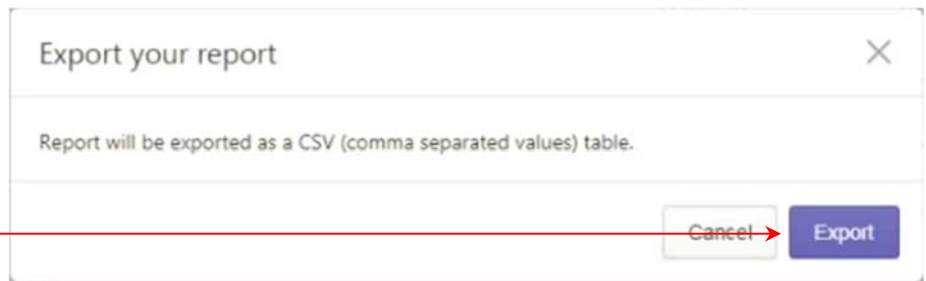 Export your report
Report will be exported as a CSV (comma separated values) table.
Cancel
Export